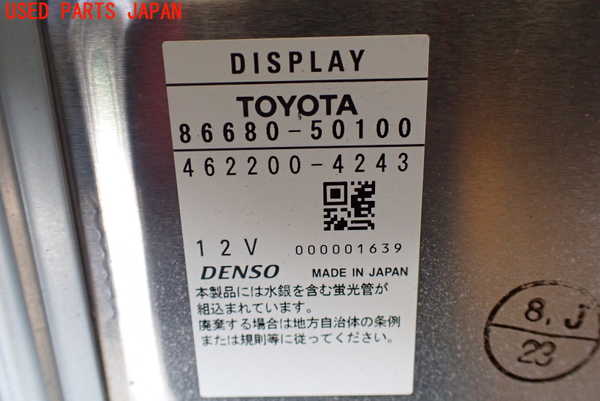 USED PARTS JAPAN
DISPLAY
TOYOTA
86680-50100
462200-4243
12V 000001639
DENSO MADE IN JAPAN
本製品には水銀を含む蛍光管が
組込まれています。
廃棄する場合は地方自治体の条例
または規則等に従ってください。
8, J
23